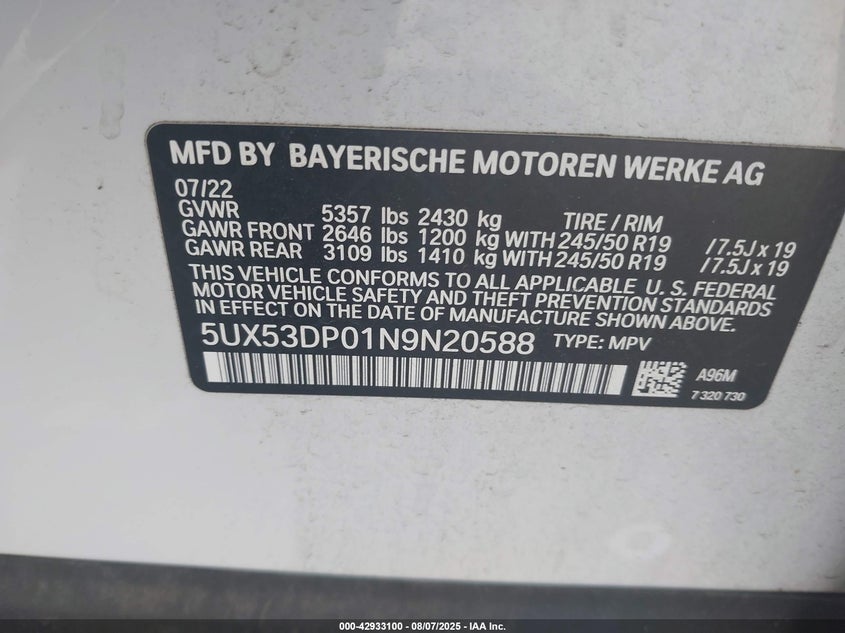 MFD BY BAYERISCHE MOTOREN WERKE AG
07/22
GVWR 5357 lbs 2430 kg TIRE / RIM
GAWR FRONT 2646 lbs 1200 kg WITH 245/50 R19 /7.5J x 19
GAWR REAR 3109 lbs 1410 kg WITH 245/50 R19 /7.5J x 19
THIS VEHICLE CONFORMS TO ALL APPLICABLE U. S. FEDERAL
MOTOR VEHICLE SAFETY AND THEFT PREVENTION STANDARDS
IN EFFECT ON THE DATE OF MANUFACTURE SHOWN ABOVE.
5UX53DP01N9N20588 TYPE: MPV
A96M
7 320 730
000-42933100 - 08/07/2025 - IAA Inc.